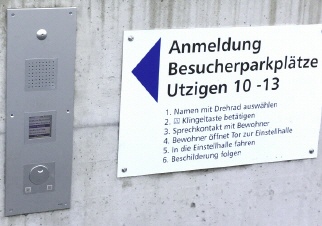 Anmeldung
Besucherparkplätze
Utzigen 10 -13
1. Namen mit Drehrad auswählen
2. Klingeltaste betätigen
3. Sprechkontakt mit Bewohner
4. Bewohner öffnet Tor zur Einstellhalle
5. In die Einstellhalle fahren
6. Beschilderung folgen